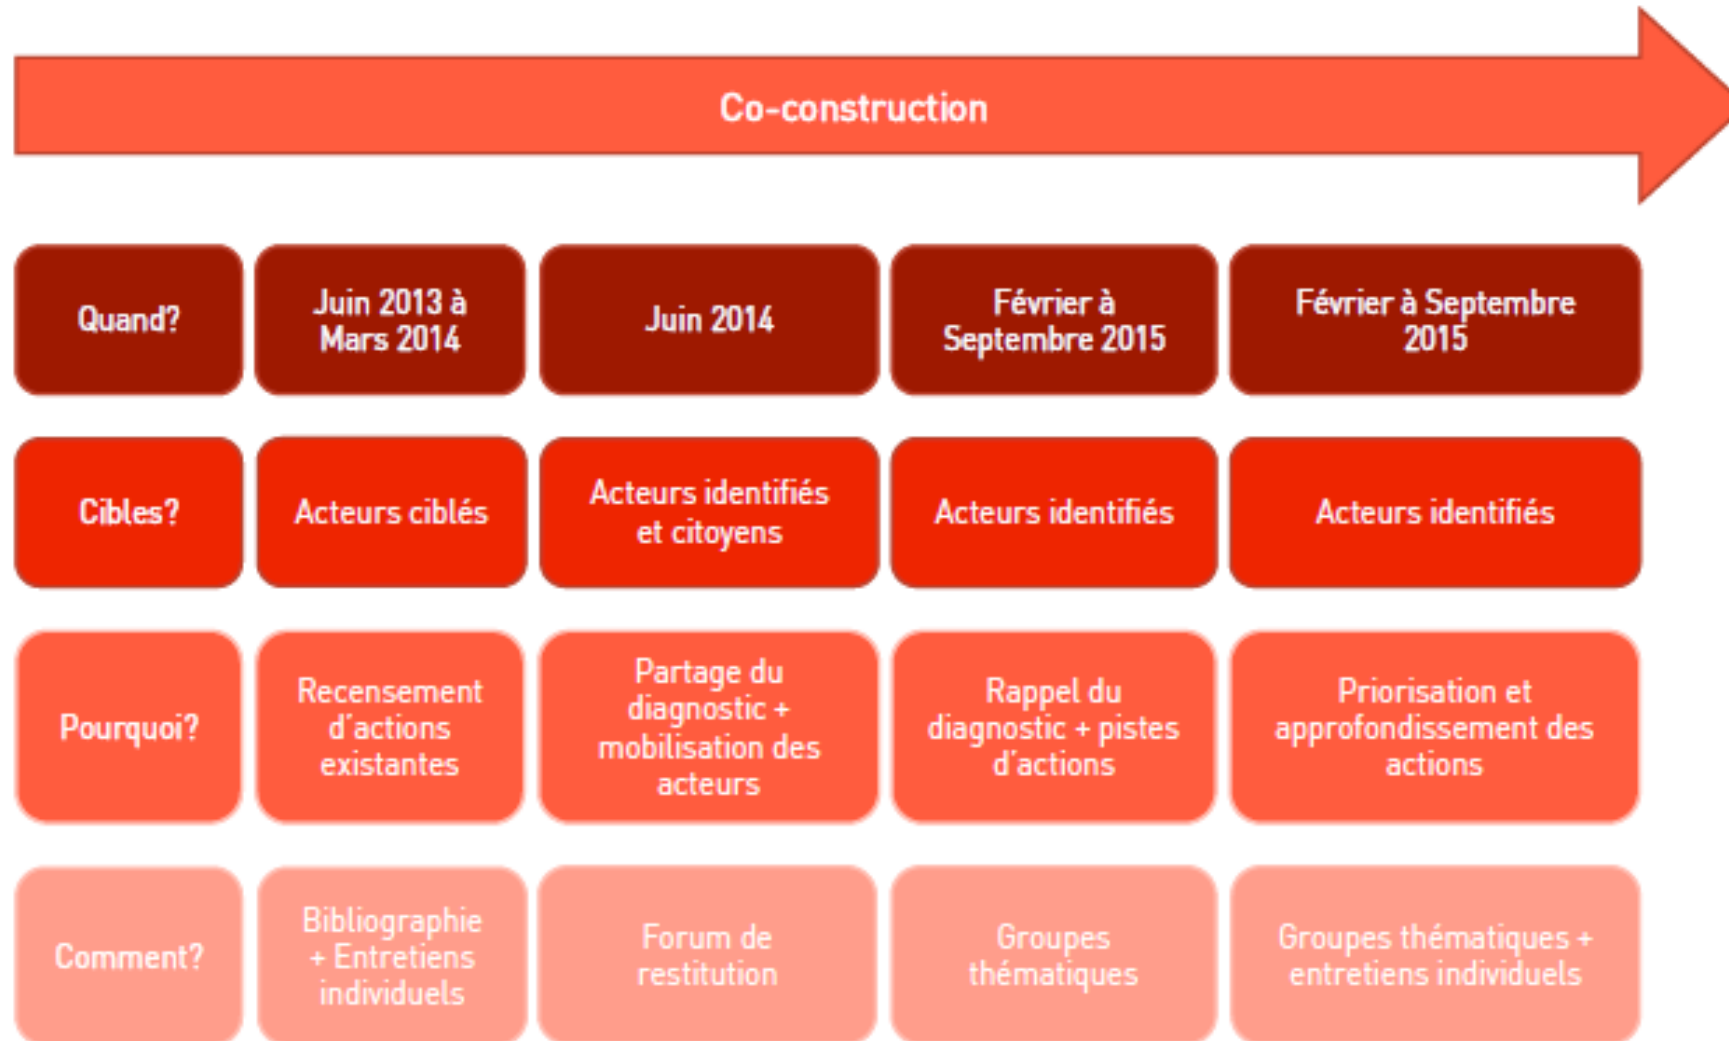 Co-construction
Quand?
Juin 2013 à
Mars 2014
Juin 2014
Février à
Septembre 2015
Février à Septembre
2015
Cibles?
Acteurs ciblés
Acteurs identifiés
et citoyens
Acteurs identifiés
Acteurs identifiés
Pourquoi?
Recensement
d'actions
existantes
Partage du
diagnostic +
mobilisation des
acteurs
Rappel du
diagnostic + pistes
d'actions
Priorisation et
approfondissement des
actions
Comment?
Bibliographie
+ Entretiens
individuels
Forum de
restitution
Groupes
thématiques
Groupes thématiques +
entretiens individuels